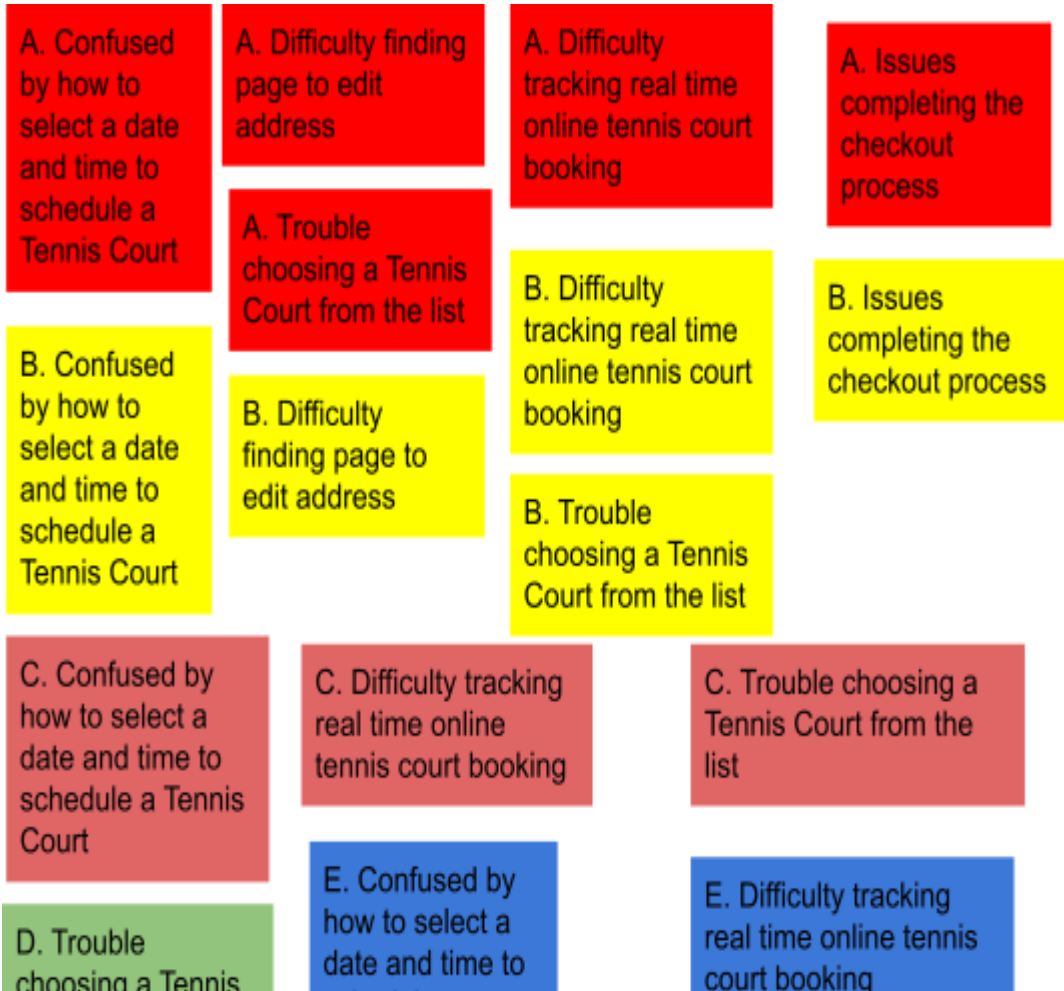 A. Confused
by how to
select a date
and time to
schedule a
Tennis Court
A. Difficulty finding
page to edit
address
A. Trouble
choosing a Tennis
Court from the list
A. Difficulty
tracking real time
online tennis court
booking
A. Issues
completing the
checkout
process
B. Confused
by how to
select a date
and time to
schedule a
Tennis Court
B. Difficulty
finding page to
edit address
B. Difficulty
tracking real time
online tennis court
booking
B. Trouble
choosing a Tennis
Court from the list
B. Issues
completing the
checkout process
C. Confused by
how to select a
date and time to
schedule a Tennis
Court
C. Difficulty tracking
real time online
tennis court booking
C. Trouble choosing a
Tennis Court from the
list
D. Trouble
choosing a Tennis
E. Confused by
how to select a
date and time to
E. Difficulty tracking
real time online tennis
court booking